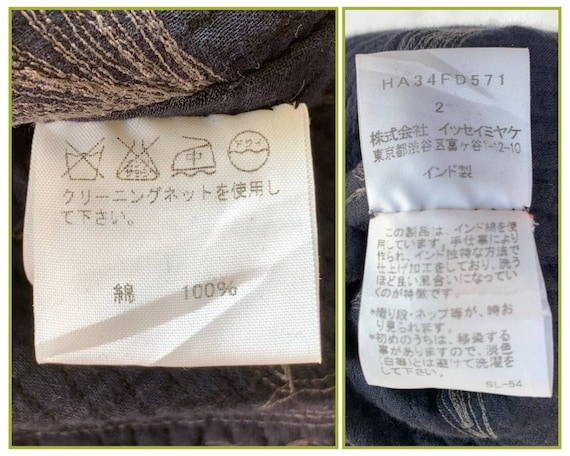 中
ドライ
クリーニングネットを使用し
て下さい。
綿 100%
HA34FD571
2
株式会社 イッセイミヤケ
東京都渋谷区富ヶ谷1-12-10
インド製
この製品は、インド綿を使
用しています。手仕事により
作られ、インド独特な方法で
仕上げ加工をしており、洗う
ほど良い風合いになってい
くのが特徴です。
*織り段・ネップ等が、時お
り見られます。
*初めのうちは、移染する
事がありますので、淡色
(白等)とは避けて洗濯を
して下さい。
SL-54